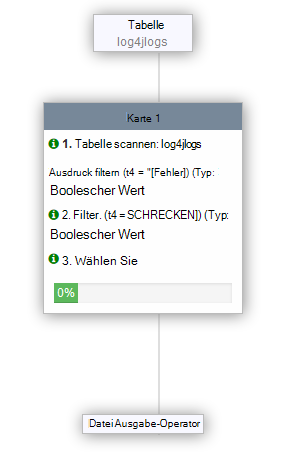 Tabelle
log4jlogs
Karte 1
1. Tabelle scannen: log4jlogs
Ausdruck filtern (t4 = "[Fehler]) (Typ:
Boolescher Wert
2. Filter. (t4 = SCHRECKEN]) (Typ:
Boolescher Wert
3. Wählen Sie
0%
Datei Ausgabe-Operator